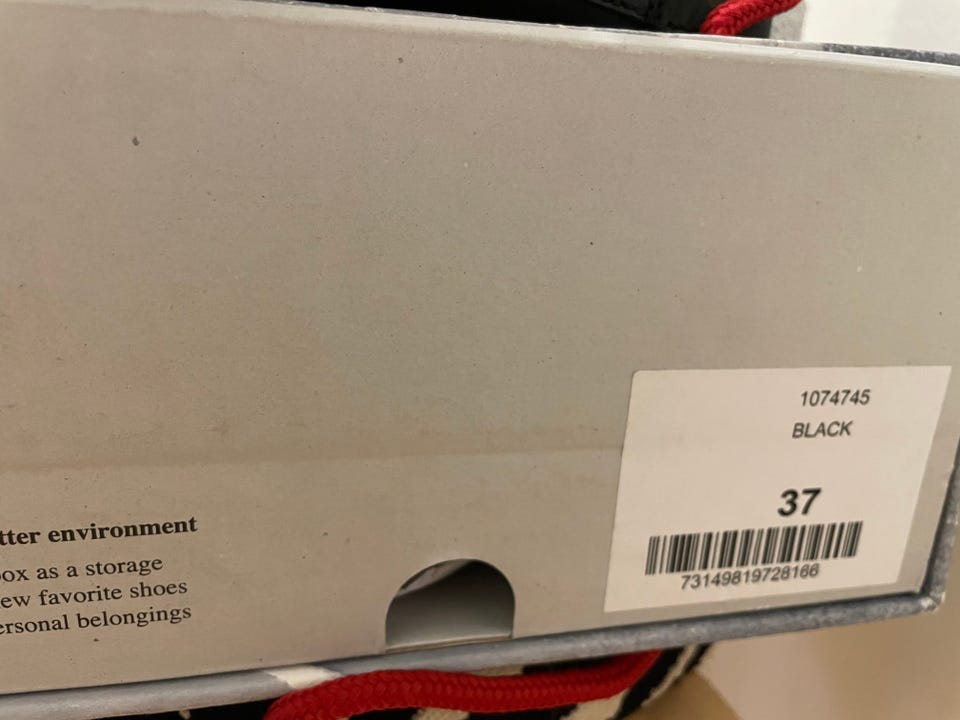 1074745
BLACK
37
73149819728166
tter environment
ox as a storage
ew favorite shoes
ersonal belongings